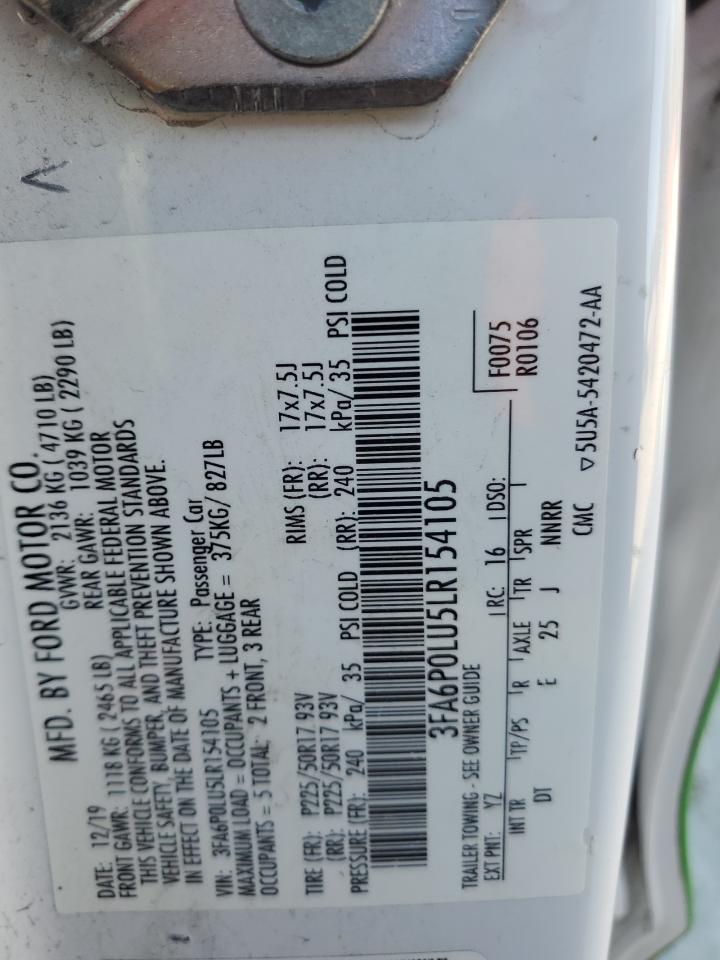 MFD. BY FORD MOTOR CO.
DATE: 12/19 GVWR: 2136 KG ( 4710 LB)
FRONT GAWR: 1118 KG ( 2465 LB) REAR GAWR: 1039 KG ( 2290 LB)
THIS VEHICLE CONFORMS TO ALL APPLICABLE FEDERAL MOTOR
VEHICLE SAFETY, BUMPER, AND THEFT PREVENTION STANDARDS
IN EFFECT ON THE DATE OF MANUFACTURE SHOWN ABOVE.
VIN: 3FA6P0LU5LR154105 TYPE: Passenger Car
MAXIMUM LOAD = OCCUPANTS + LUGGAGE = 375KG/ 827LB
OCCUPANTS = 5 TOTAL: 2 FRONT, 3 REAR
TIRE (FR): P225/50R17 93V RIMS (FR): 17x7.5J
(RR): P225/50R17 93V (RR): 17x7.5J
PRESSURE (FR): 240 kPa/ 35 PSI COLD (RR): 240 kPa/ 35 PSI COLD
3FA6P0LU5LR154105
TRAILER TOWING - SEE OWNER GUIDE
EXT PNT: YZ RC: 16 DSO: F0075
R0106
INT TR TP/PS R AXLE TR SPR
DT E 25 J NNRR
CMC ▽5U5A-5420472-AA